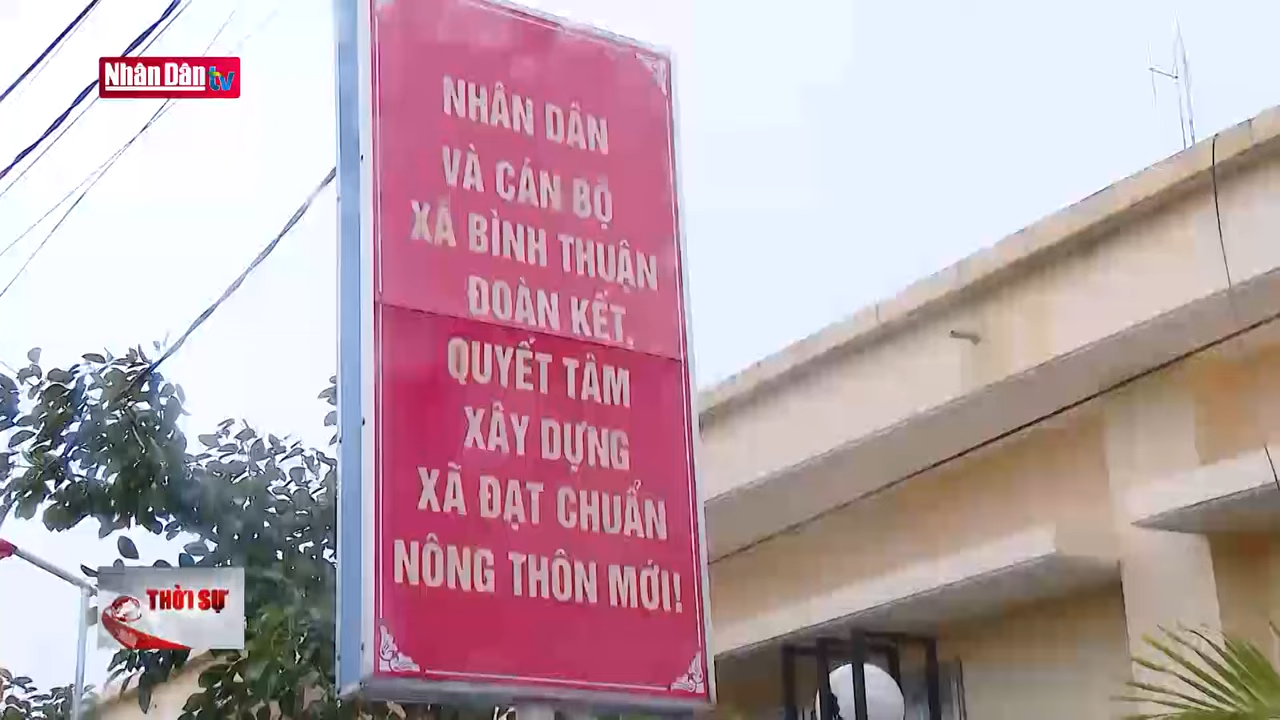 Nhân Dân tv
NHÂN DÂN
VÀ CÁN BỘ
XÃ BÌNH THUẬN
ĐOÀN KẾT,
QUYẾT TÂM
XÂY DỰNG
XÃ ĐẠT CHUẨN
NÔNG THÔN MỚI!
THỜI SỰ